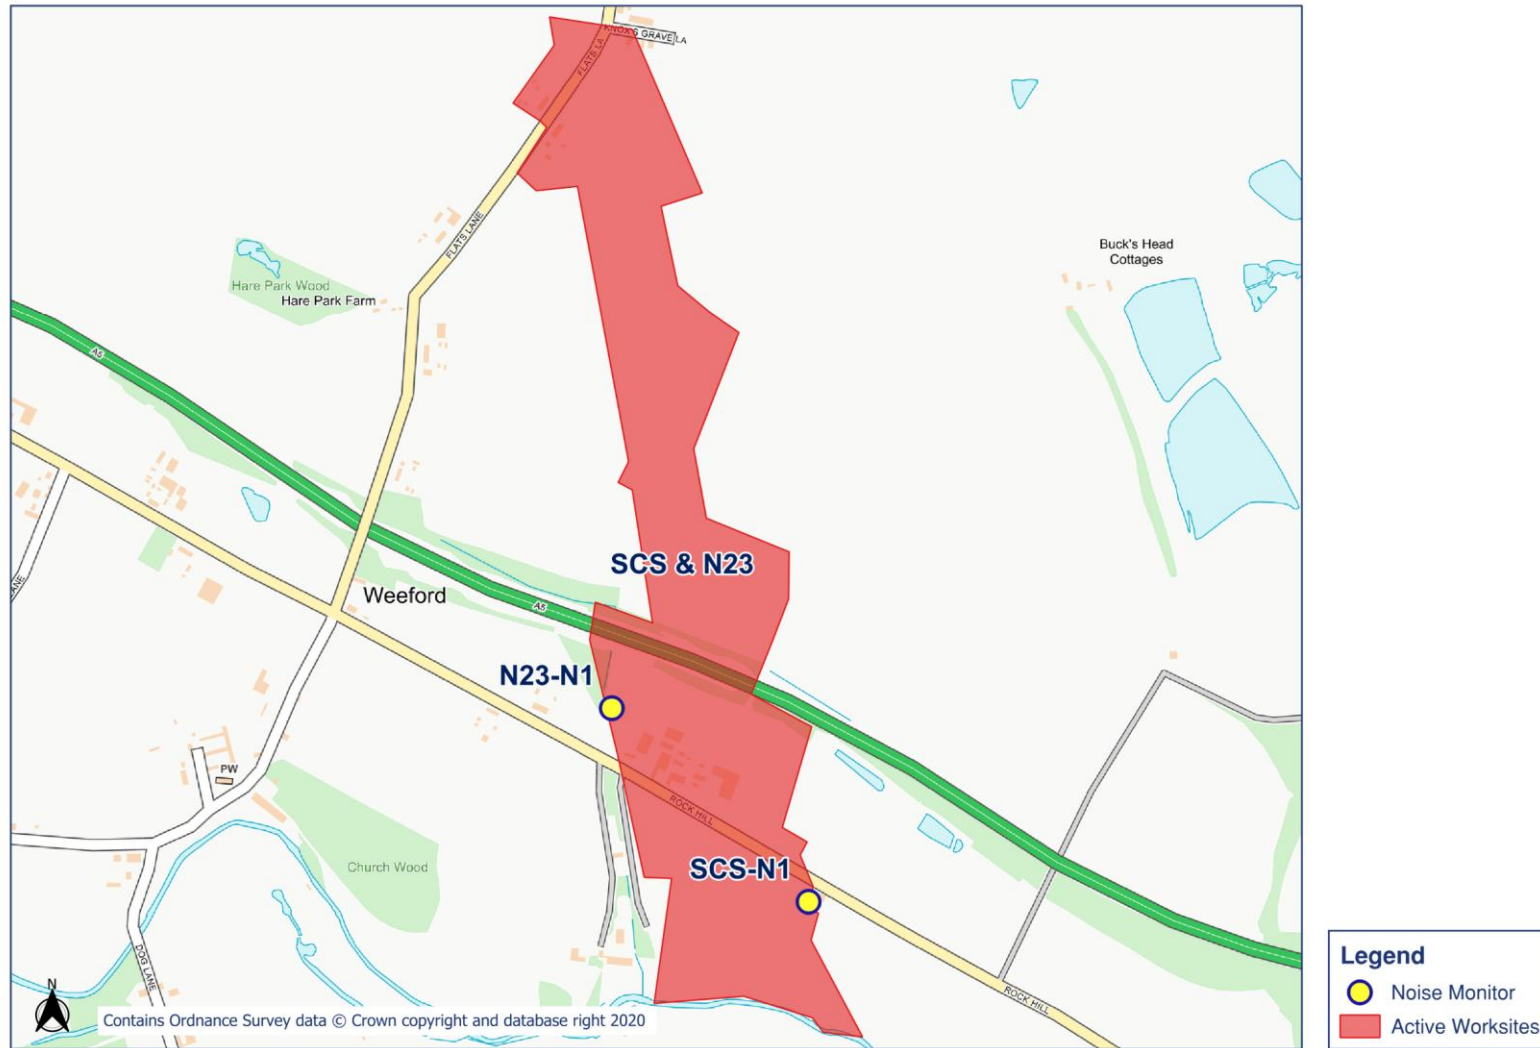 KNOX'S GRAVE LA
FLATS LA
FLATS LANE
Buck's Head
Cottages
Hare Park Wood
Hare Park Farm
A5
SCS & N23
Weeford
A5
LANE
N23-N1
PW
ROCK HILL
SCS-N1
Church Wood
DOG LANE
ROCK HILL
N
Contains Ordnance Survey data © Crown copyright and database right 2020
Legend
Noise Monitor
Active Worksites